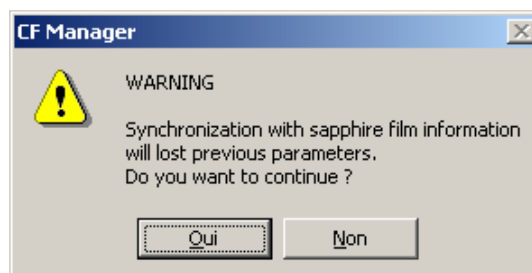 CF Manager
WARNING
Synchronization with sapphire film information
will lost previous parameters.
Do you want to continue ?
Oui
Non